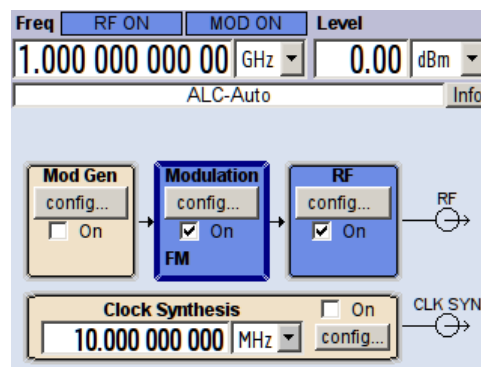 Freq RF ON MOD ON Level
1.000 000 000 00 GHz 0.00 dBm
ALC-Auto Info
Mod Gen Modulation RF
config... config... config... RF
On On On
FM
Clock Synthesis On CLK SYN
10.000 000 000 MHz config...